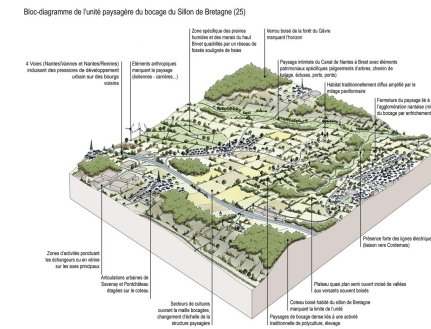 Bloc-diagramme de l'unité paysagère du bocage du Sillon de Bretagne (25)
Zone spécifique des prairies
humides et des marais du haut
Brivet quadrillés par un réseau de
fossés soulignés de haies
Verrou boisé de la forêt du Gâvre
marquant l'horizon
4 Voies (Nantes/Vannes et Nantes/Rennes)
induisant des pressions de développement
urbain sur des bourgs
voisins
Eléments anthropiques
marquant le paysage
(éoliennes - carrières...)
Paysage intimiste du Canal de Nantes à Brest avec éléments
patrimoniaux spécifiques (alignements d'arbres, chemin de
halage, écluses, ports, ponts)
Habitat traditionnellement diffus amplifié par le
mitage pavillonnaire
Fermeture du paysage lié à
l'agglomération nantaise (mi
du bocage par enfrichement
Zones d'activités ponctuant
les échangeurs ou en vitrine
sur les axes principaux
Articulations urbaines de
Savenay et Pontchâteau
étagées sur le coteau
Secteurs de cultures
ouvrant la maille bocagère,
changement d'échelle de la
structure paysagère
Présence forte des lignes électriques
(liaison vers Cordemais)
Plateau quasi plan semi ouvert incisé de vallées
aux versants souvent boisés
Coteau boisé habité du sillon de Bretagne
marquant la limite de l'unité
Paysages de bocage dense liés à une activité
traditionnelle de polyculture, élevage